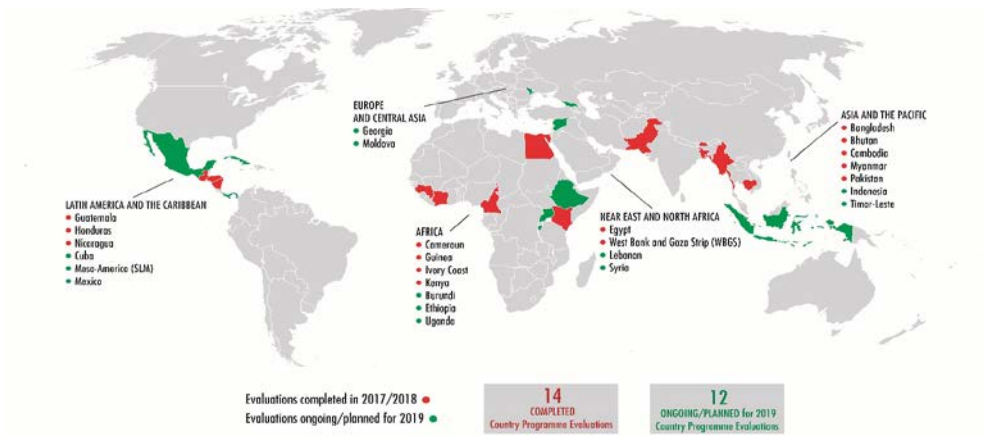 EUROPE
AND CENTRAL ASIA
Georgia
Moldova
ASIA AND THE PACIFIC
Bangladesh
Bhutan
Cambodia
Myanmar
Pakistan
Indonesia
Timor-Leste
LATIN AMERICA AND THE CARIBBEAN
Guatemala
Honduras
Nicaragua
Cuba
Meso-America (SLM)
Mexico
AFRICA
Cameroun
Guinea
Ivory Coast
Kenya
Burundi
Ethiopia
Uganda
NEAR EAST AND NORTH AFRICA
Egypt
West Bank and Gaza Strip (WBGS)
Lebanon
Syria
Evaluations completed in 2017/2018
Evaluations ongoing/planned for 2019
14
COMPLETED
Country Programme Evaluations
12
ONGOING/PLANNED for 2019
Country Programme Evaluations